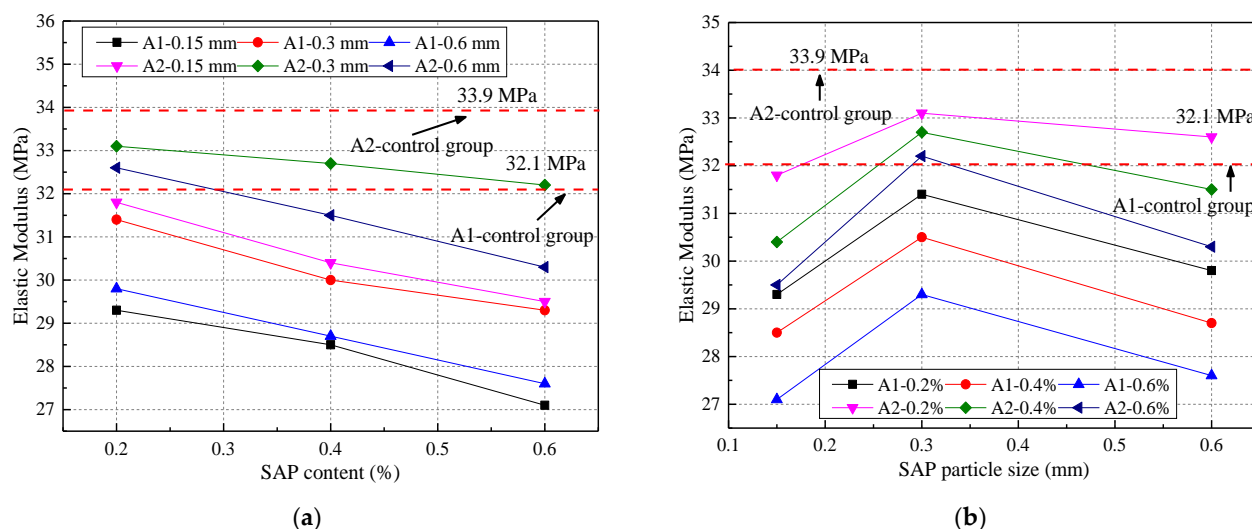 36
35
34
33
32
31
30
29
28
27
Elastic Modulus (MPa)
A1-0.15 mm A1-0.3 mm A1-0.6 mm
A2-0.15 mm A2-0.3 mm A2-0.6 mm
33.9 MPa
A2-control group
32.1 MPa
A1-control group
0.2 0.3 0.4 0.5 0.6
SAP content (%)
(a)
35
34
33
32
31
30
29
28
27
Elastic Modulus (MPa)
33.9 MPa
A2-control group
32.1 MPa
A1-control group
A1-0.2% A1-0.4% A1-0.6%
A2-0.2% A2-0.4% A2-0.6%
0.1 0.2 0.3 0.4 0.5 0.6
SAP particle size (mm)
(b)